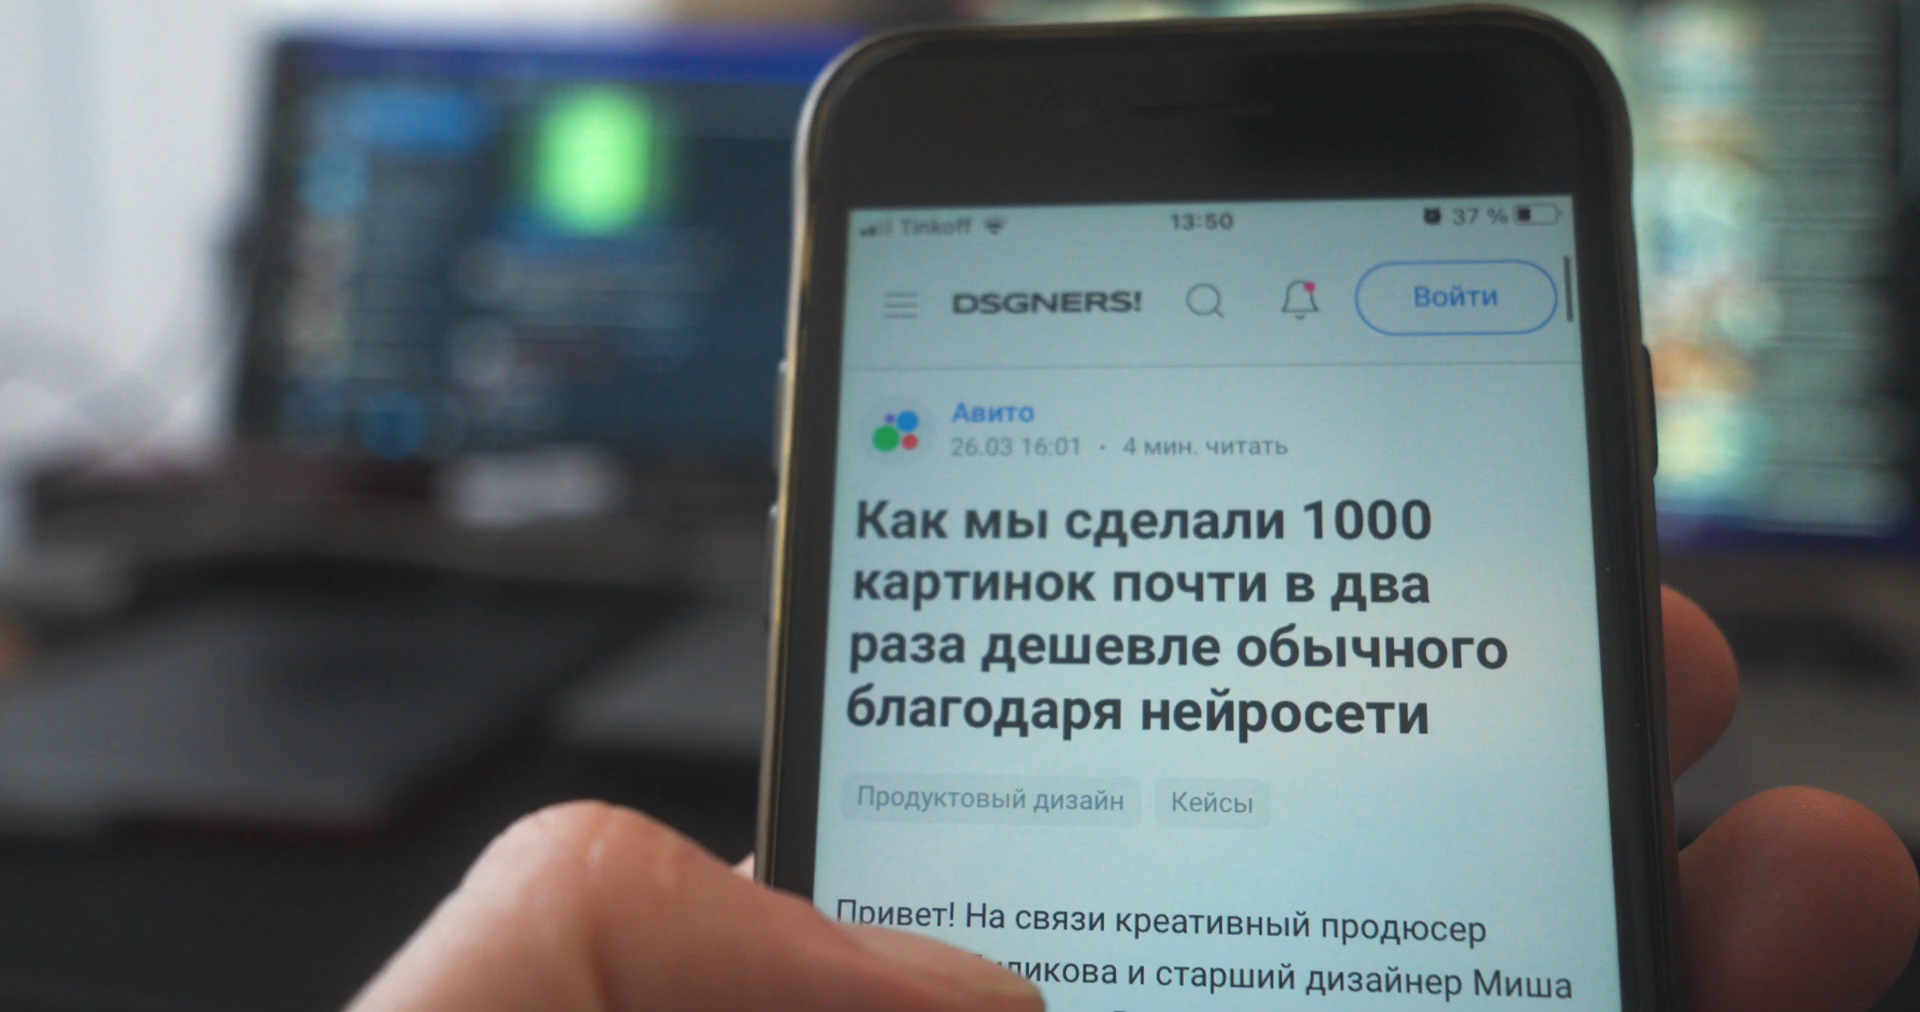 Tinkoff 13:50 37 %
DSGNERS! Войти
Авито
26.03 16:01 · 4 мин. читать
Как мы сделали 1000
картинок почти в два
раза дешевле обычного
благодаря нейросети
Продуктовый дизайн Кейсы
Привет! На связи креативный продюсер
и старший дизайнер Миша